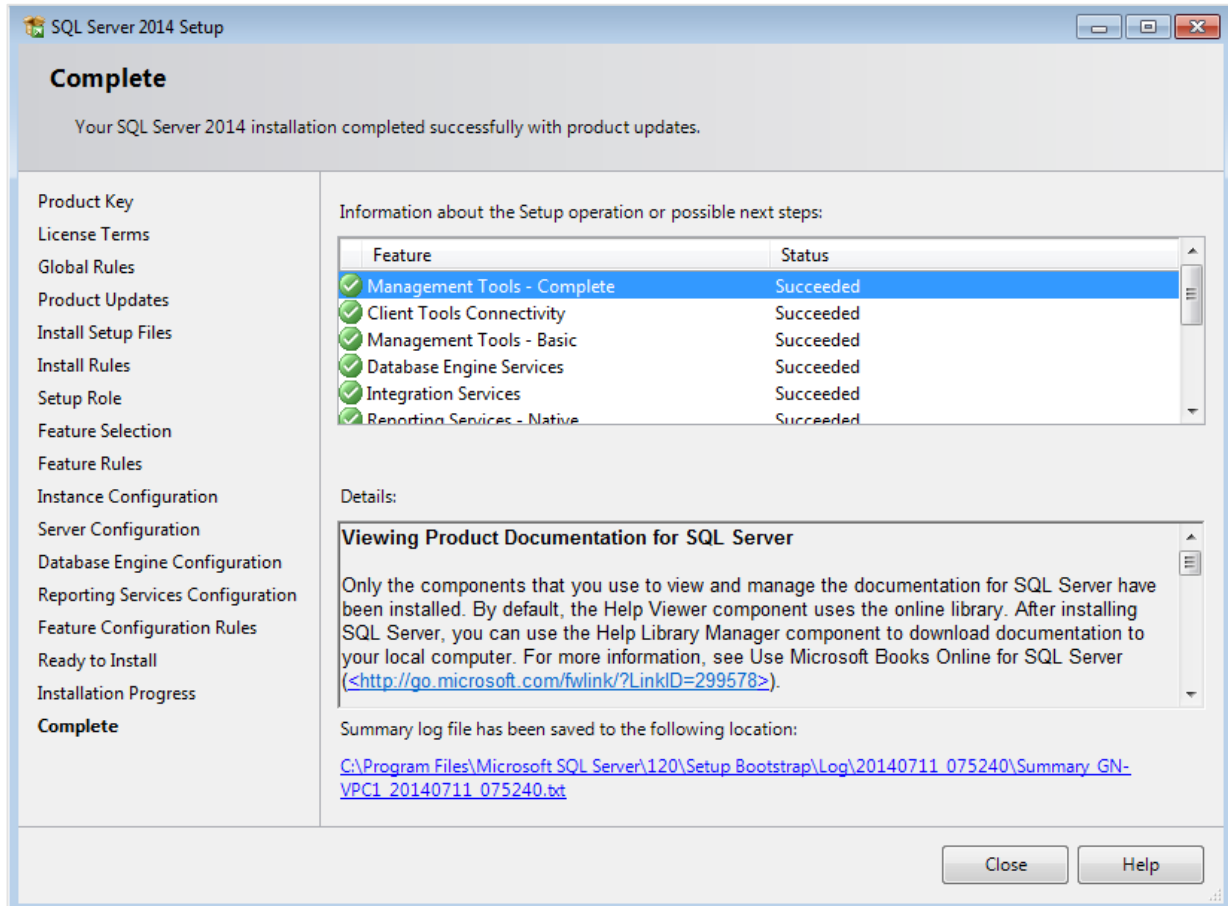 SQL Server 2014 Setup
Complete
Your SQL Server 2014 installation completed successfully with product updates.
Product Key
License Terms
Global Rules
Product Updates
Install Setup Files
Install Rules
Setup Role
Feature Selection
Feature Rules
Instance Configuration
Server Configuration
Database Engine Configuration
Reporting Services Configuration
Feature Configuration Rules
Ready to Install
Installation Progress
Complete
Information about the Setup operation or possible next steps:
Feature Status
Management Tools - Complete Succeeded
Client Tools Connectivity Succeeded
Management Tools - Basic Succeeded
Database Engine Services Succeeded
Integration Services Succeeded
Reporting Services - Native Succeeded
Details:
Viewing Product Documentation for SQL Server
Only the components that you use to view and manage the documentation for SQL Server have
been installed. By default, the Help Viewer component uses the online library. After installing
SQL Server, you can use the Help Library Manager component to download documentation to
your local computer. For more information, see Use Microsoft Books Online for SQL Server
(<http://go.microsoft.com/fwlink/?LinkID=299578>).
Summary log file has been saved to the following location:
C:\Program Files\Microsoft SQL Server\120\Setup Bootstrap\Log\20140711_075240\Summary_GN-
VPC1_20140711_075240.txt
Close Help